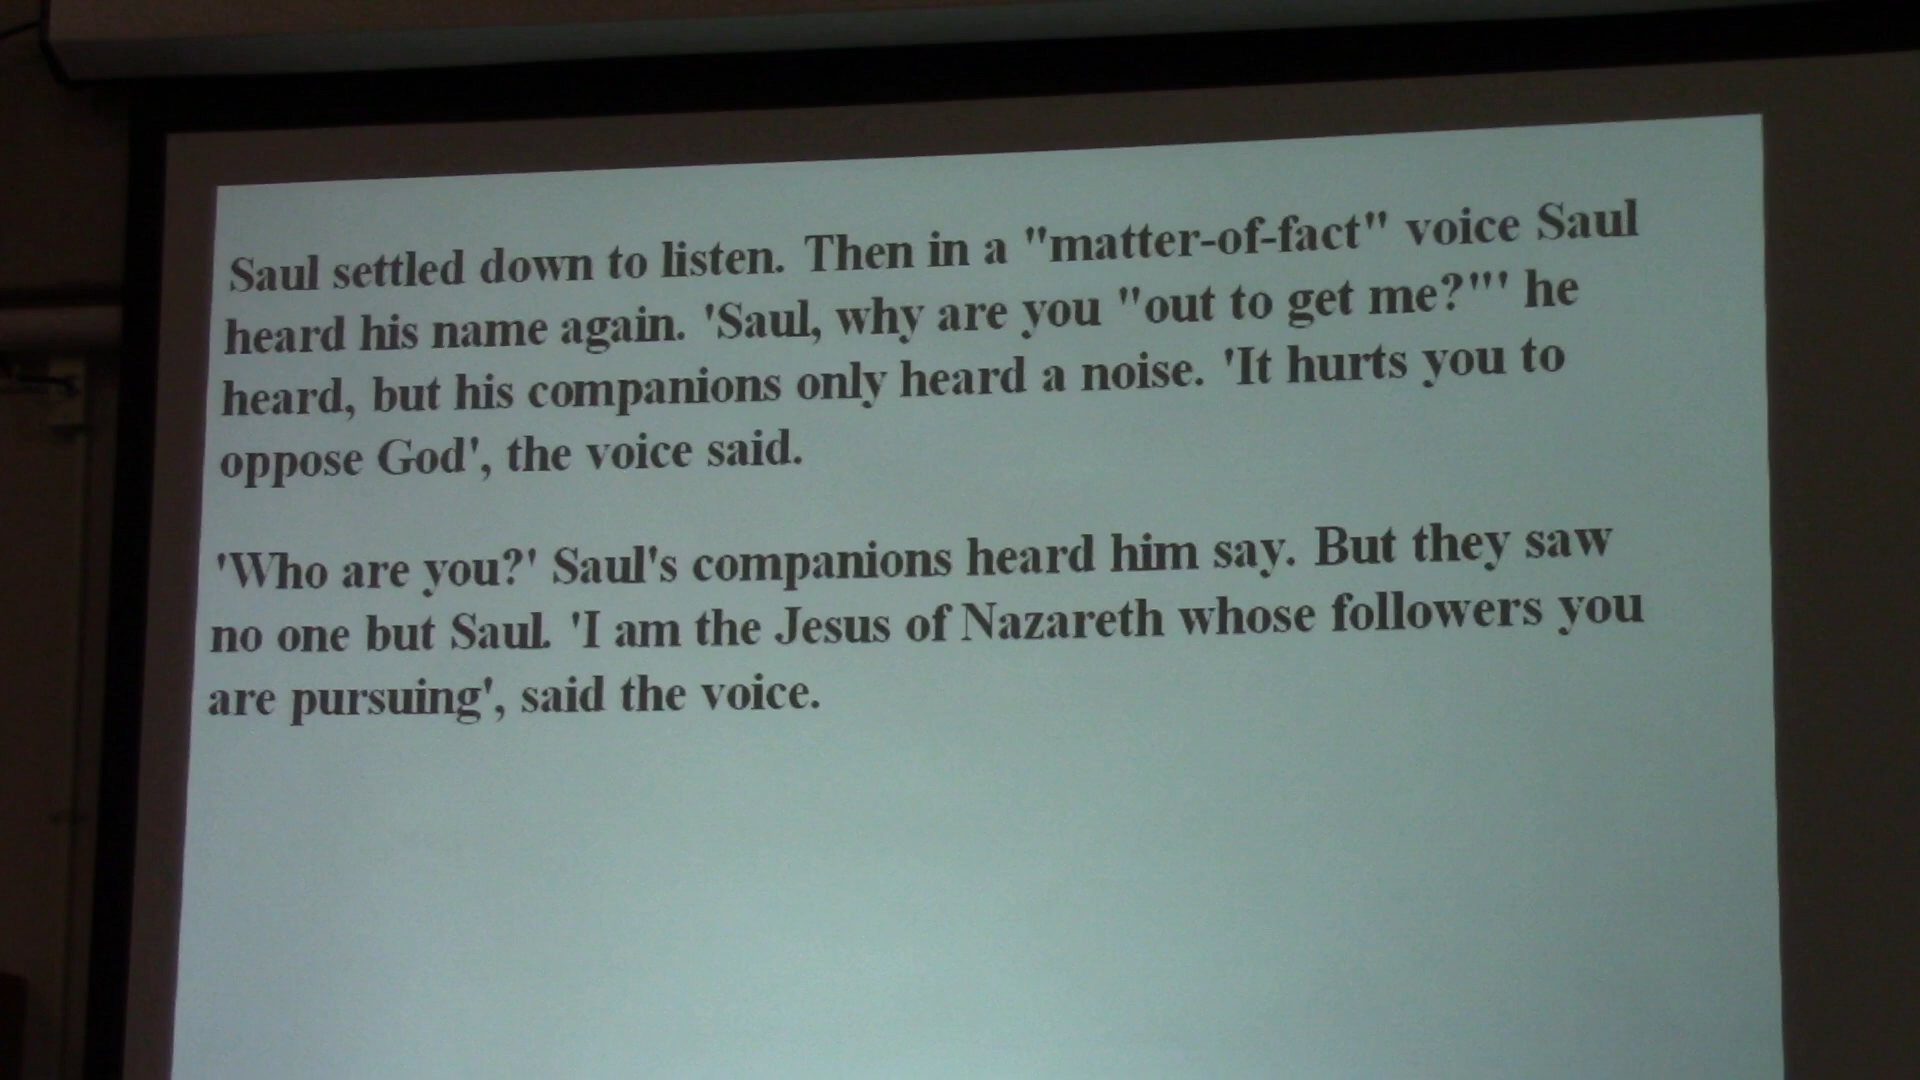 Saul settled down to listen. Then in a "matter-of-fact" voice Saul
heard his name again. 'Saul, why are you "out to get me?"' he
heard, but his companions only heard a noise. 'It hurts you to
oppose God', the voice said.
'Who are you?' Saul's companions heard him say. But they saw
no one but Saul. 'I am the Jesus of Nazareth whose followers you
are pursuing', said the voice.